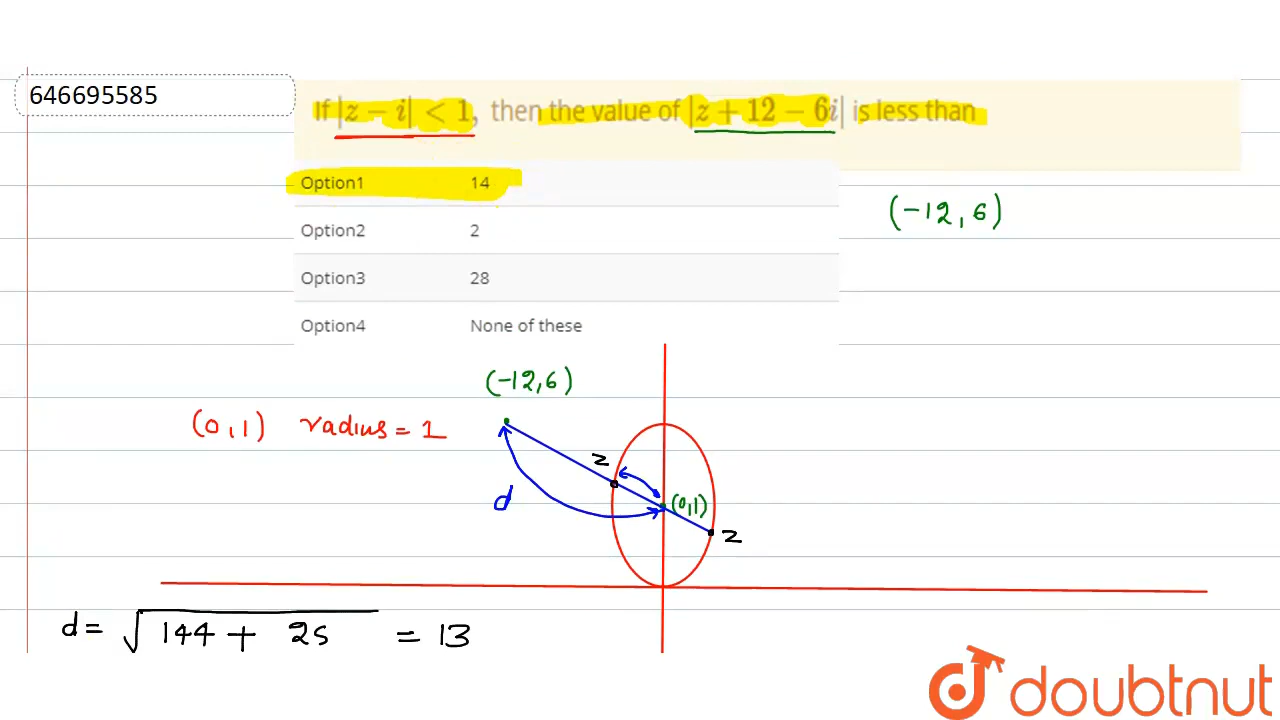 646695585
If |z − i| < 1, then the value of |z + 12 − 6i| is less than
Option1 14
Option2 2
Option3 28
Option4 None of these
(-12, 6)
(-12, 6)
(0, 1) radius = 1
z
d
(0, 1)
z
d = √144 + 25 = 13
doubtnut